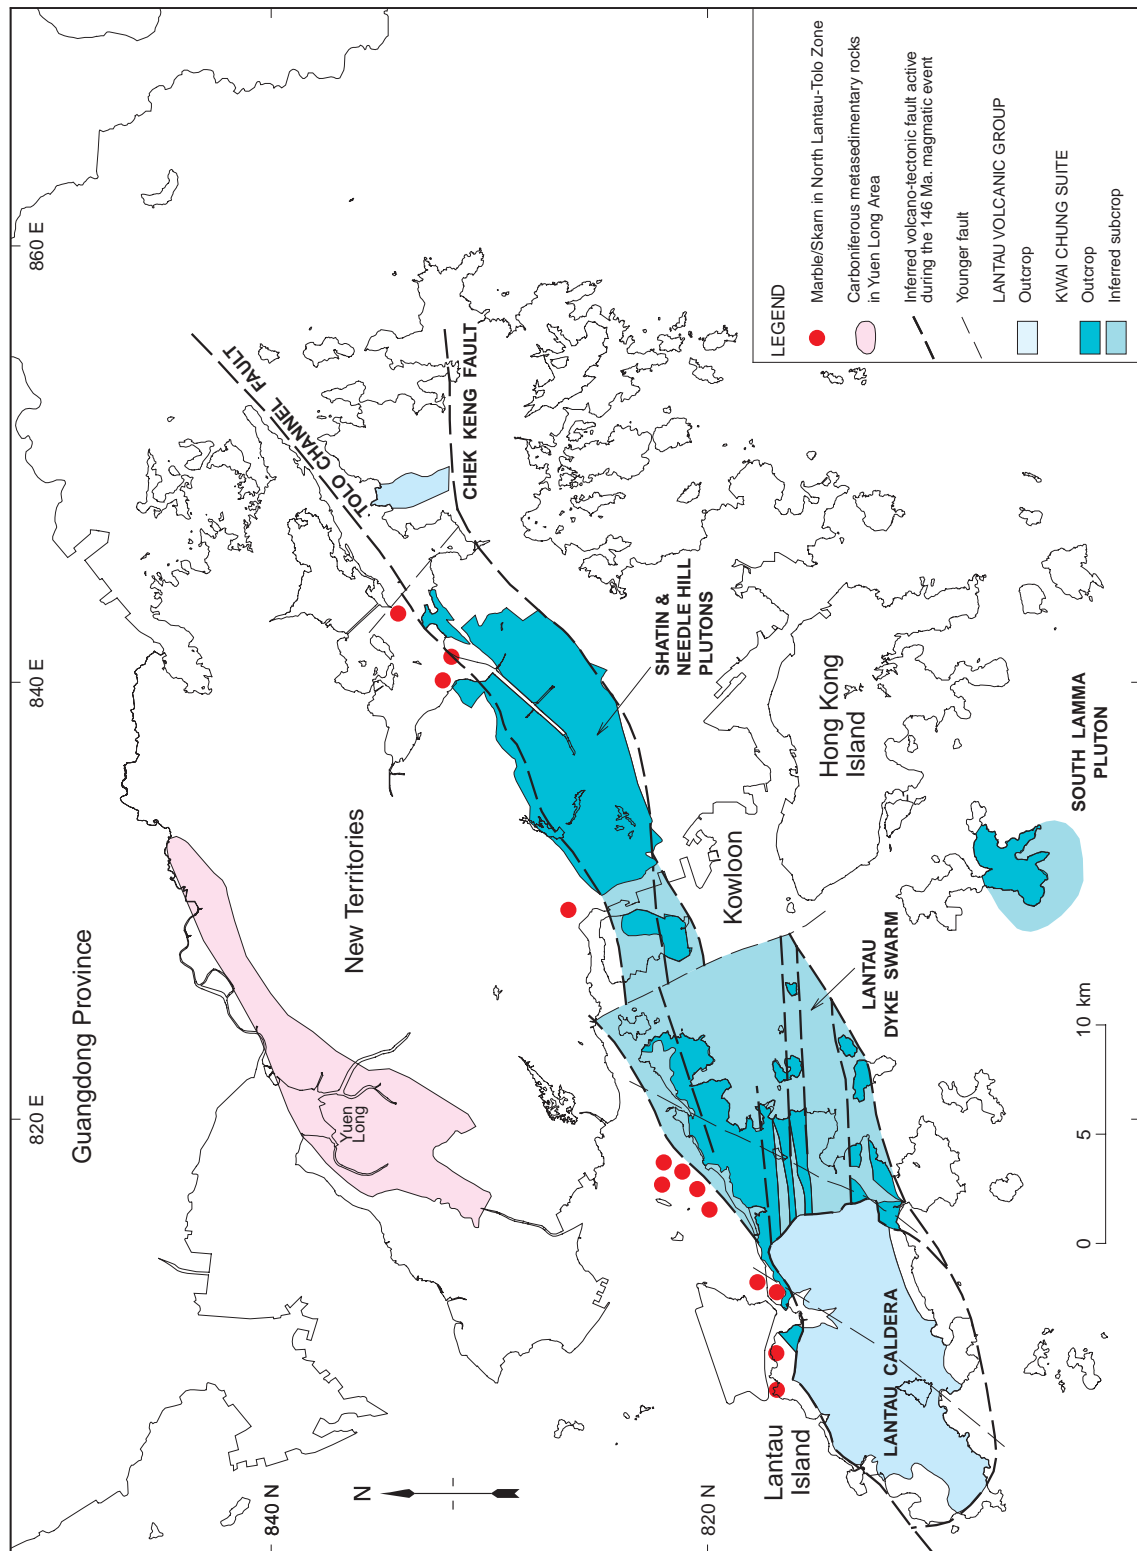 Guangdong Province
820 E
840 E
860 E
840 N
820 N
N
Yuen
Long
New Territories
TOLO CHANNEL FAULT
CHEK KENG FAULT
SHATIN &
NEEDLE HILL
PLUTONS
Kowloon
Hong Kong
Island
Lantau
Island
LANTAU CALDERA
LANTAU
DYKE SWARM
SOUTH LAMMA
PLUTON
0
5
10 km
LEGEND
Marble/Skarn in North Lantau-Tolo Zone
Carboniferous metasedimentary rocks
in Yuen Long Area
Inferred volcano-tectonic fault active
during the 146 Ma. magmatic event
Younger fault
LANTAU VOLCANIC GROUP
Outcrop
KWAI CHUNG SUITE
Outcrop
Inferred subcrop